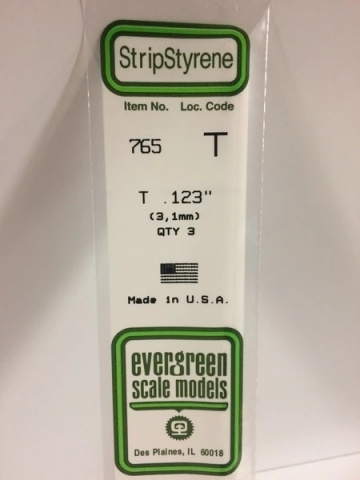 StripStyrene
Item No. Loc. Code
765 T
T .123"
(3,1mm)
QTY 3
Made in U.S.A.
evergreen
scale models
Des Plaines, IL 60018